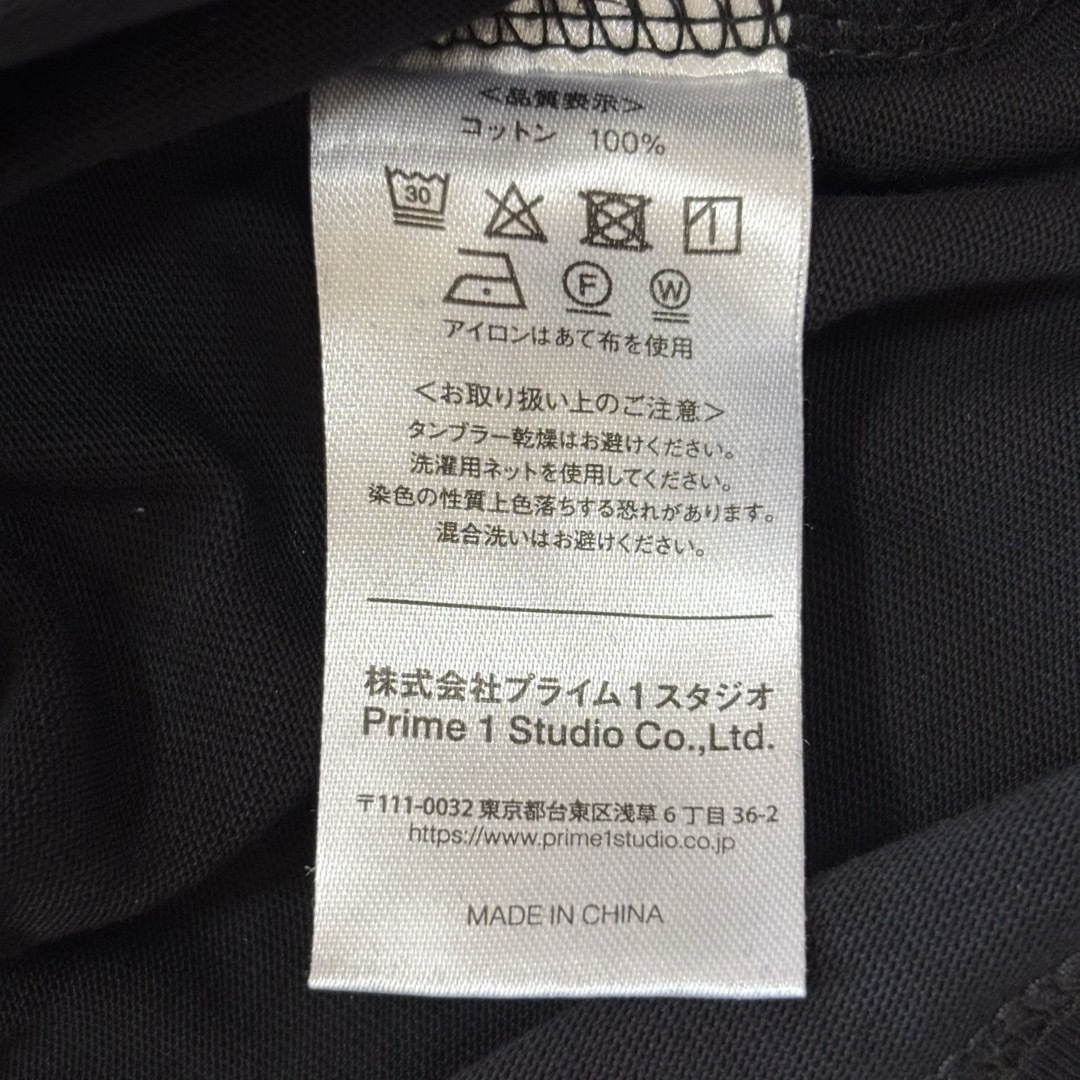 ＜品質表示＞
コットン 100%
30
F W
アイロンはあて布を使用
＜お取り扱い上のご注意＞
タンブラー乾燥はお避けください。
洗濯用ネットを使用してください。
染色の性質上色落ちする恐れがあります。
混合洗いはお避けください。
株式会社プライム1スタジオ
Prime 1 Studio Co.,Ltd.
〒111-0032 東京都台東区浅草6丁目36-2
https://www.prime1studio.co.jp
MADE IN CHINA